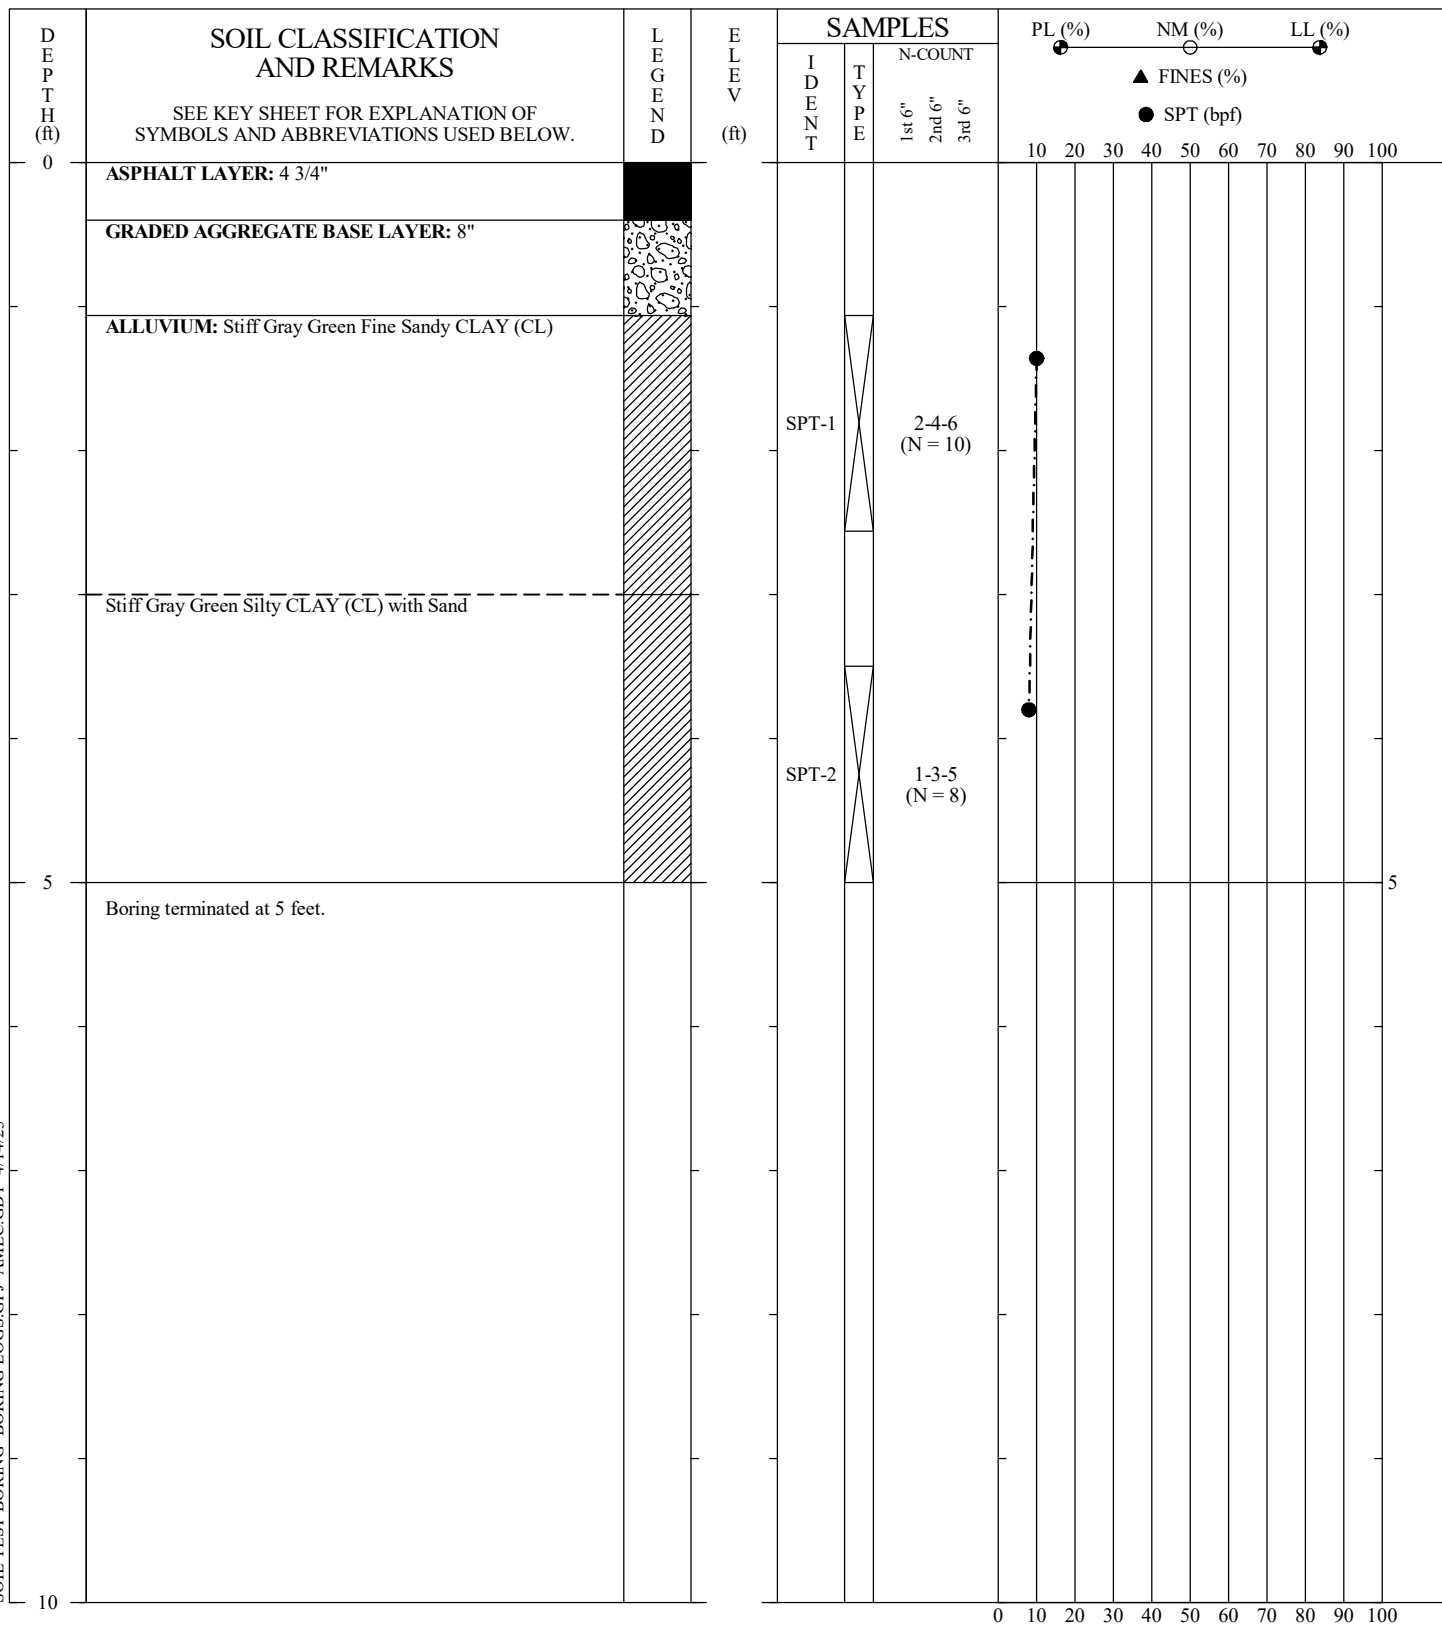 DEPTH
(ft)
SOIL CLASSIFICATION
AND REMARKS
SEE KEY SHEET FOR EXPLANATION OF
SYMBOLS AND ABBREVIATIONS USED BELOW.
LEGEND
ELEV
(ft)
SAMPLES
IDENT
TYPE
N-COUNT
1st 6"
2nd 6"
3rd 6"
PL (%)
NM (%)
LL (%)
FINES (%)
SPT (bpf)
10 20 30 40 50 60 70 80 90 100
0
ASPHALT LAYER: 4 3/4"
GRADED AGGREGATE BASE LAYER: 8"
ALLUVIUM: Stiff Gray Green Fine Sandy CLAY (CL)
SPT-1
2-4-6
(N = 10)
Stiff Gray Green Silty CLAY (CL) with Sand
SPT-2
1-3-5
(N = 8)
5
5
Boring terminated at 5 feet.
10
0 10 20 30 40 50 60 70 80 90 100